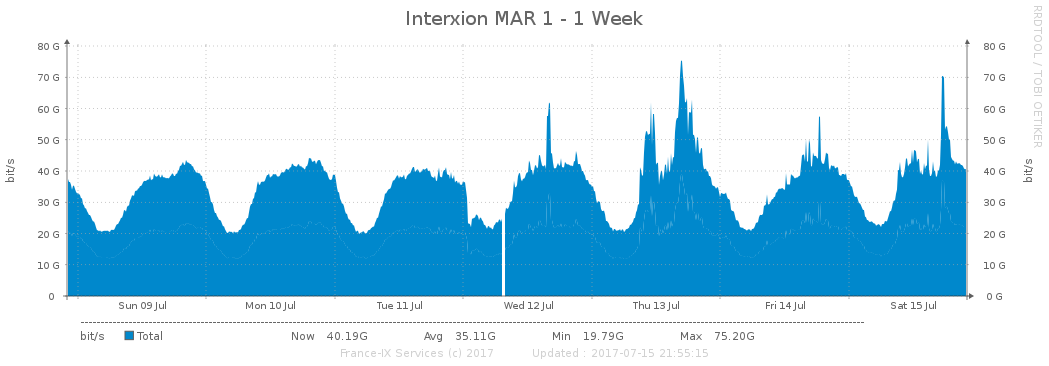 Interxion MAR 1 - 1 Week
RRDTOOL / TOBI OETIKER
bit/s
bit/s
80 G 80 G
70 G 70 G
60 G 60 G
50 G 50 G
40 G 40 G
30 G 30 G
20 G 20 G
10 G 10 G
0 0 G
Sun 09 Jul Mon 10 Jul Tue 11 Jul Wed 12 Jul Thu 13 Jul Fri 14 Jul Sat 15 Jul
bit/s Total Now 40.19G Avg 35.11G Min 19.79G Max 75.20G
France-IX Services (c) 2017 Updated : 2017-07-15 21:55:15